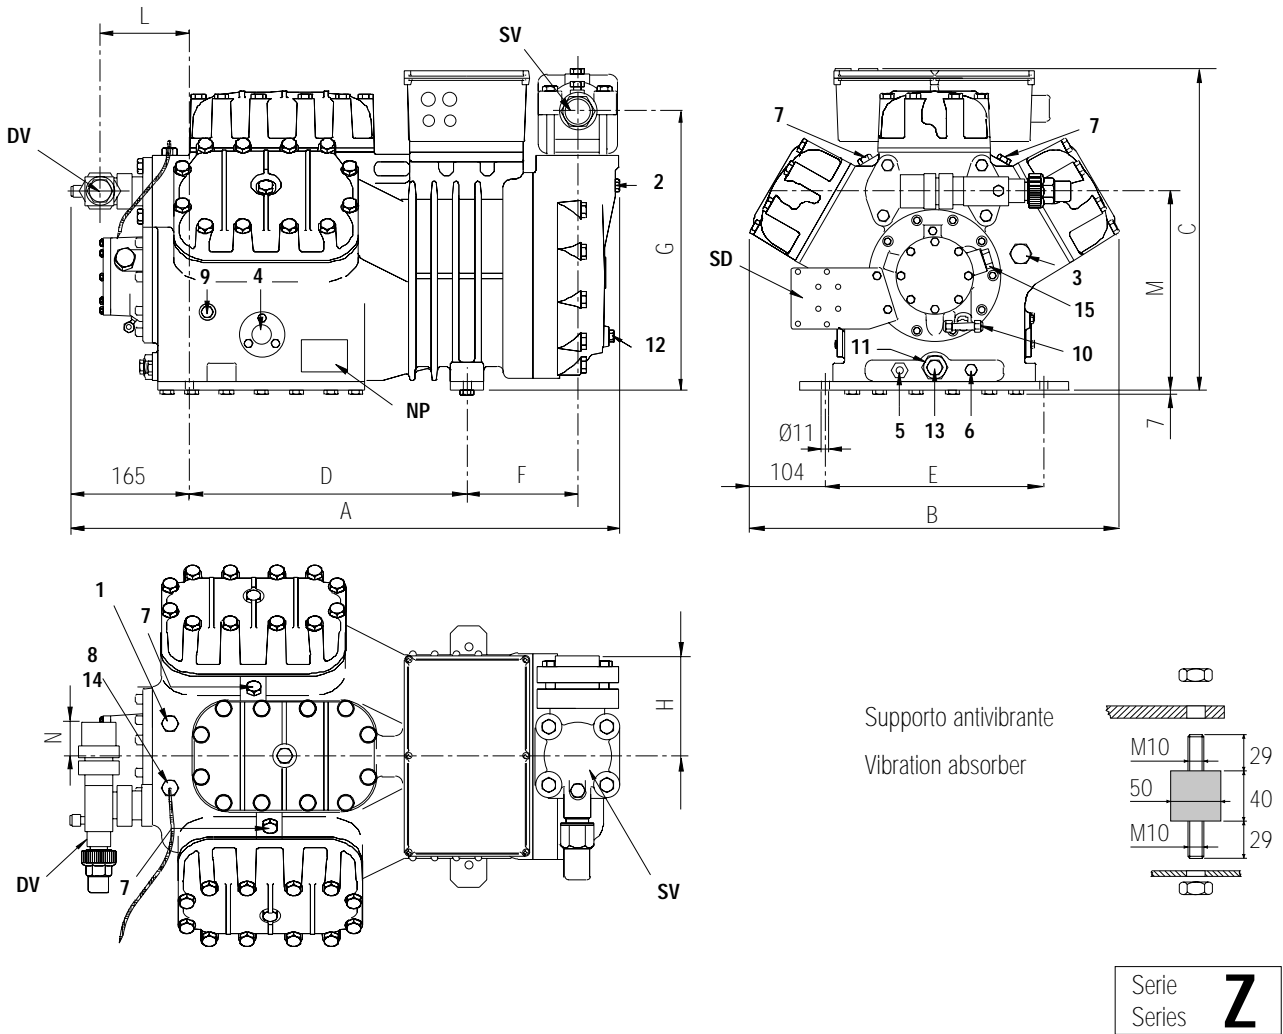 L
SV
DV
2
G
9
4
12
NP
165
D
F
A
7
7
C
M
SD
3
15
10
11
5
13
6
7
Ø11
104
E
B
1
7
8
14
N
H
DV
7
SV
Supporto antivibrante
Vibration absorber
M10
29
50
40
M10
29
Serie
Series
Z